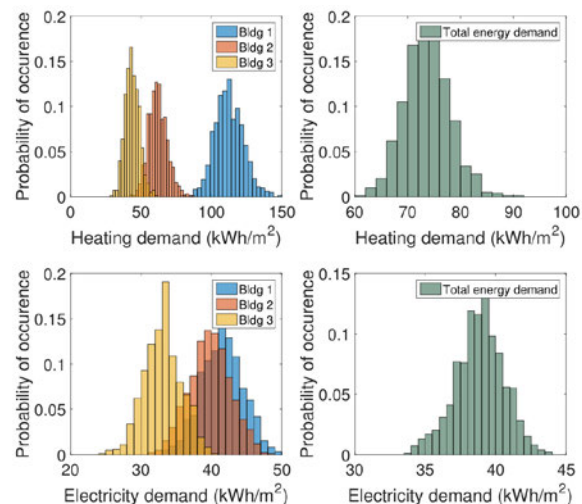 0.2
0.15
0.1
0.05
0
Probability of occurence
Bldg 1
Bldg 2
Bldg 3
0 50 100 150
Heating demand (kWh/m²)
0.2
0.15
0.1
0.05
0
Probability of occurence
Total energy demand
60 70 80 90 100
Heating demand (kWh/m²)
0.2
0.15
0.1
0.05
0
Probability of occurence
Bldg 1
Bldg 2
Bldg 3
20 30 40 50
Electricity demand (kWh/m²)
0.15
0.1
0.05
0
Probability of occurence
Total energy demand
30 35 40 45
Electricity demand (kWh/m²)